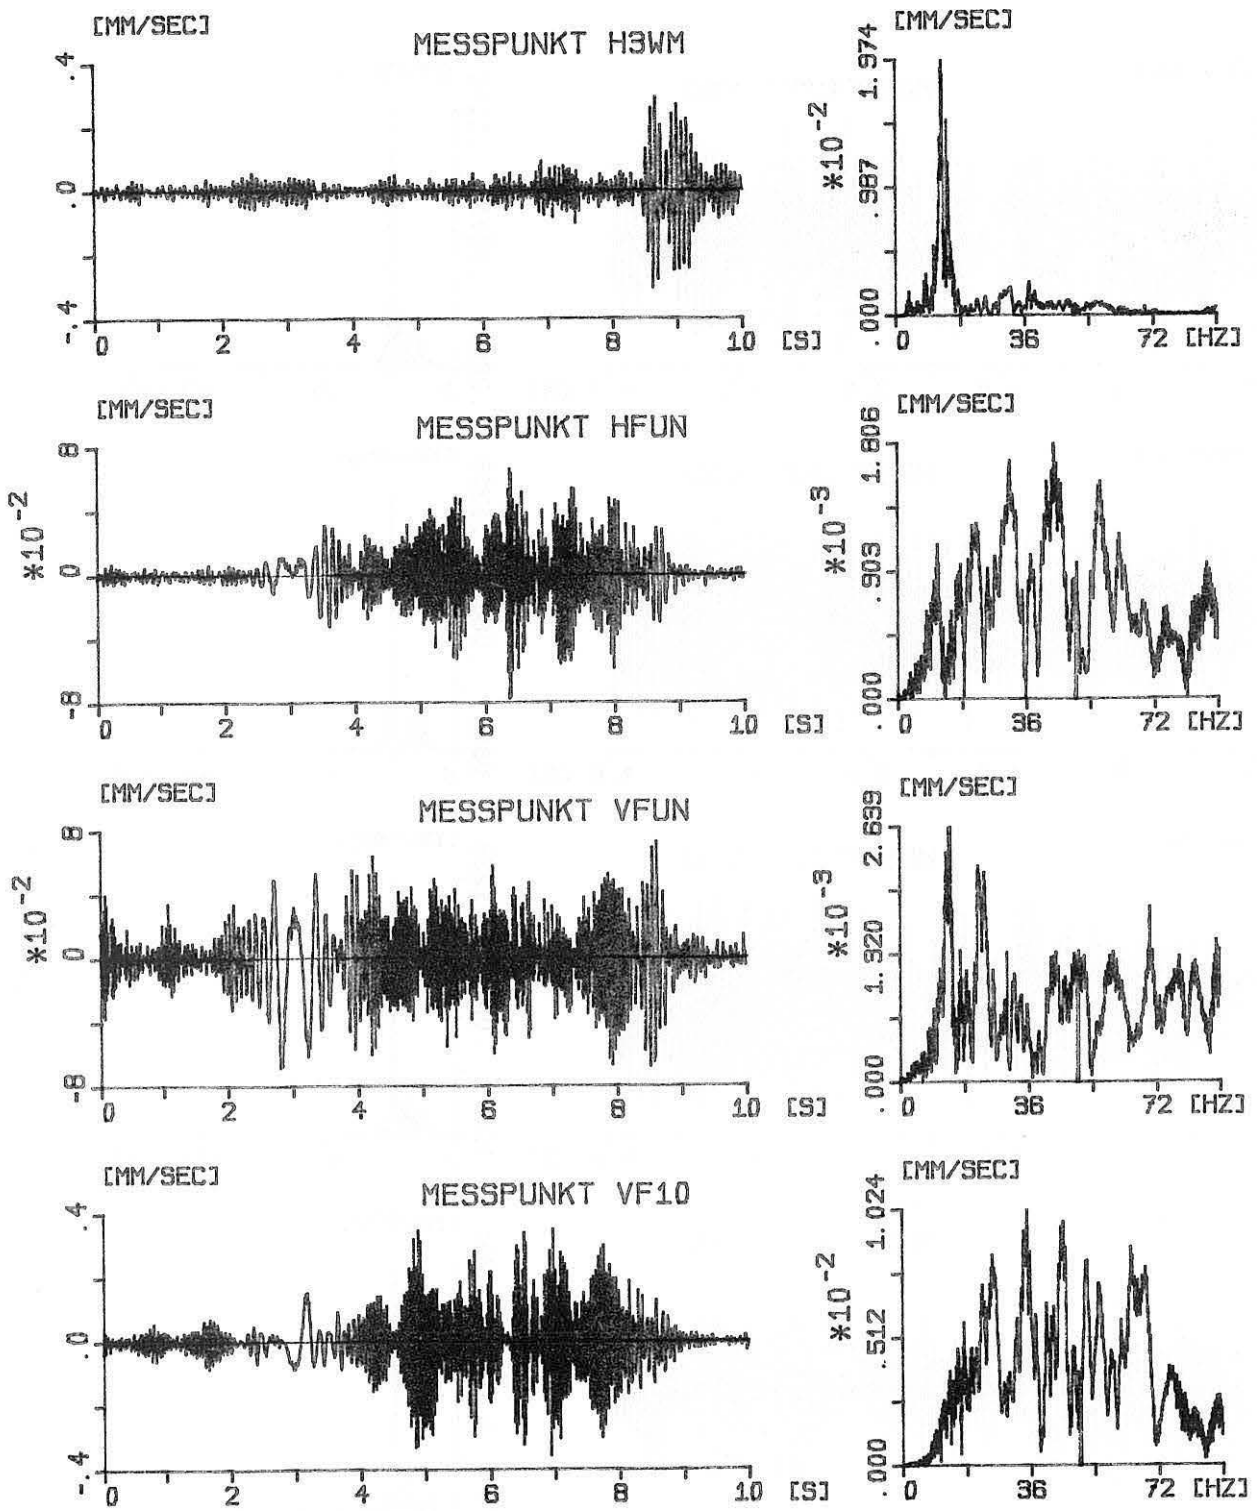 [MM/SEC]
MESSPUNKT H3WM
.4
.0
-.4
0 2 4 6 8 10 [S]
[MM/SEC]
*10-2
1.974
.987
.000
0 36 72 [HZ]
[MM/SEC]
MESSPUNKT HFUN
*10-2
8
0
-8
0 2 4 6 8 10 [S]
[MM/SEC]
*10-3
1.806
.903
.000
0 36 72 [HZ]
[MM/SEC]
MESSPUNKT VFUN
*10-2
8
0
-8
0 2 4 6 8 10 [S]
[MM/SEC]
*10-3
2.639
1.320
.000
0 36 72 [HZ]
[MM/SEC]
MESSPUNKT VF10
.4
.0
-.4
0 2 4 6 8 10 [S]
[MM/SEC]
*10-2
1.024
.512
.000
0 36 72 [HZ]